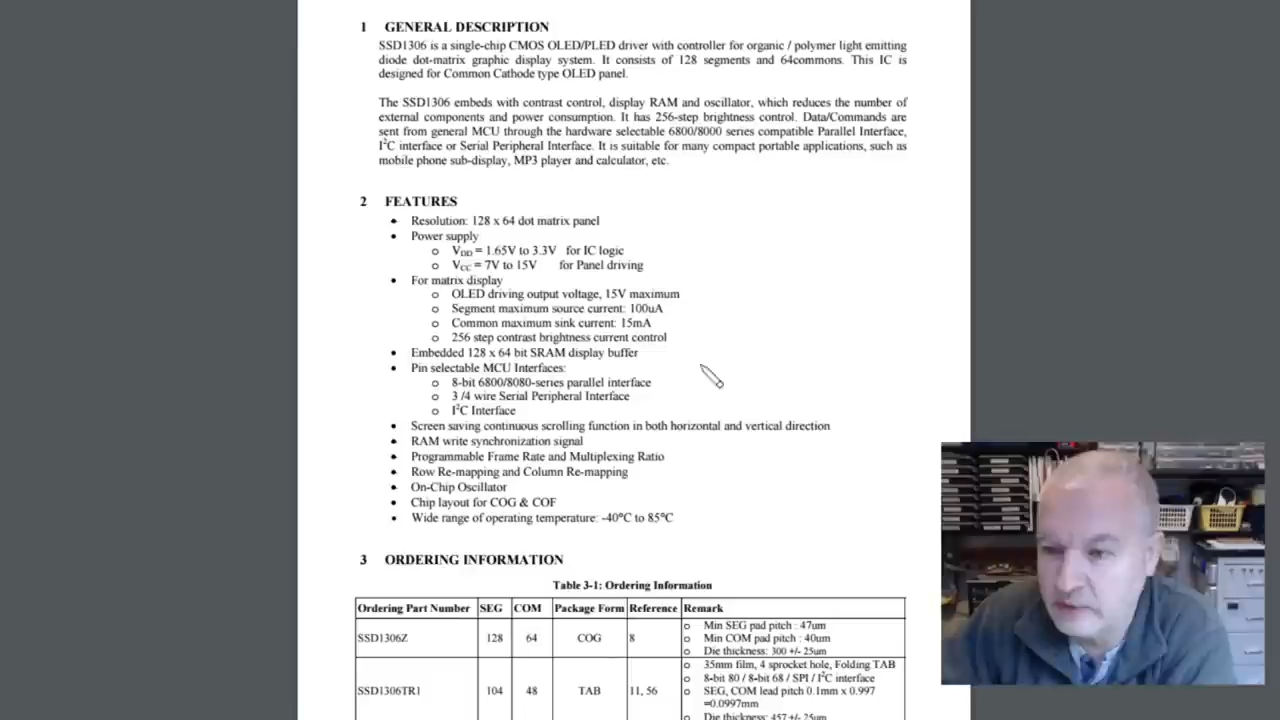 1 GENERAL DESCRIPTION
SSD1306 is a single-chip CMOS OLED/PLED driver with controller for organic / polymer light emitting
diode dot-matrix graphic display system. It consists of 128 segments and 64commons. This IC is
designed for Common Cathode type OLED panel.
The SSD1306 embeds with contrast control, display RAM and oscillator, which reduces the number of
external components and power consumption. It has 256-step brightness control. Data/Commands are
sent from general MCU through the hardware selectable 6800/8000 series compatible Parallel Interface,
I²C interface or Serial Peripheral Interface. It is suitable for many compact portable applications, such as
mobile phone sub-display, MP3 player and calculator, etc.
2 FEATURES
• Resolution: 128 x 64 dot matrix panel
• Power supply
o VDD = 1.65V to 3.3V for IC logic
o VCC = 7V to 15V for Panel driving
• For matrix display
o OLED driving output voltage, 15V maximum
o Segment maximum source current: 100uA
o Common maximum sink current: 15mA
o 256 step contrast brightness current control
• Embedded 128 x 64 bit SRAM display buffer
• Pin selectable MCU Interfaces:
o 8-bit 6800/8080-series parallel interface
o 3 /4 wire Serial Peripheral Interface
o I²C Interface
• Screen saving continuous scrolling function in both horizontal and vertical direction
• RAM write synchronization signal
• Programmable Frame Rate and Multiplexing Ratio
• Row Re-mapping and Column Re-mapping
• On-Chip Oscillator
• Chip layout for COG & COF
• Wide range of operating temperature: -40°C to 85°C
3 ORDERING INFORMATION
Table 3-1: Ordering Information
Ordering Part Number SEG COM Package Form Reference Remark
SSD1306Z 128 64 COG 8
o Min SEG pad pitch : 47um
o Min COM pad pitch : 40um
o Die thickness: 300 +/- 25um
SSD1306TR1 104 48 TAB 11, 56
o 35mm film, 4 sprocket hole, Folding TAB
o 8-bit 80 / 8-bit 68 / SPI / I²C interface
o SEG, COM lead pitch 0.1mm x 0.997
=0.0997mm
o Die thickness: 457 +/- 25um